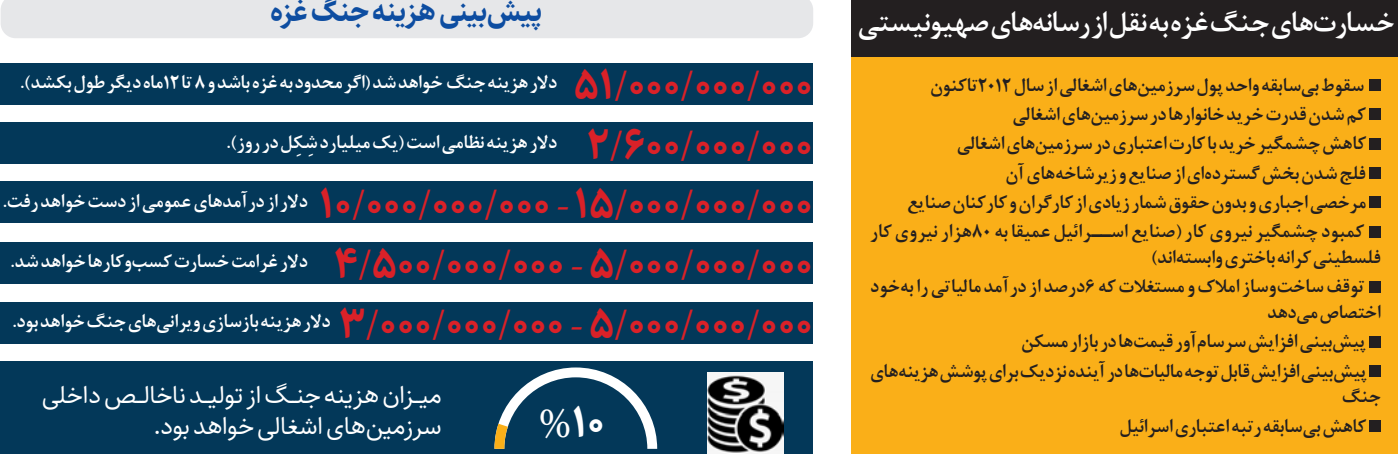 خسارت‌های جنگ غزه به نقل از رسانه‌های صهیونیستی
■ سقوط بی‌سابقه واحد پول سرزمین‌های اشغالی از سال ۲۰۱۲ تاکنون
■ کم شدن قدرت خرید خانوارها در سرزمین‌های اشغالی
■ کاهش چشمگیر خرید با کارت اعتباری در سرزمین‌های اشغالی
■ فلج شدن بخش گسترده‌ای از صنایع و زیرشاخه‌های آن
■ مرخصی اجباری و بدون حقوق شمار زیادی از کارگران و کارکنان صنایع
■ کمبود چشمگیر نیروی کار (صنایع اسرائیل عمیقا به ۸۰هزار نیروی کار
فلسطینی کرانه باختری وابسته‌اند)
■ توقف ساخت‌وساز املاک و مستغلات که ۶درصد از درآمد مالیاتی را به‌خود
اختصاص می‌دهد
■ پیش‌بینی افزایش سرسام‌آور قیمت‌ها در بازار مسکن
■ پیش‌بینی افزایش قابل توجه مالیات‌ها در آینده نزدیک برای پوشش هزینه‌های
جنگ
■ کاهش بی‌سابقه رتبه اعتباری اسرائیل
پیش‌بینی هزینه جنگ غزه
۵۱/۰۰۰/۰۰۰/۰۰۰ دلار هزینه جنگ خواهد شد (اگر محدود به غزه باشد و ۸ تا ۱۲ماه دیگر طول بکشد).
۲/۶۰۰/۰۰۰/۰۰۰ دلار هزینه نظامی است (یک میلیارد شِکِل در روز).
۱۰/۰۰۰/۰۰۰/۰۰۰ - ۱۵/۰۰۰/۰۰۰/۰۰۰ دلار از درآمدهای عمومی از دست خواهد رفت.
۴/۵۰۰/۰۰۰/۰۰۰ - ۵/۰۰۰/۰۰۰/۰۰۰ دلار غرامت خسارت کسب‌وکارها خواهد شد.
۳/۰۰۰/۰۰۰/۰۰۰ - ۵/۰۰۰/۰۰۰/۰۰۰ دلار هزینه بازسازی ویرانی‌های جنگ خواهد بود.
%۱۰
میزان هزینه جنگ از تولید ناخالص داخلی
سرزمین‌های اشغالی خواهد بود.